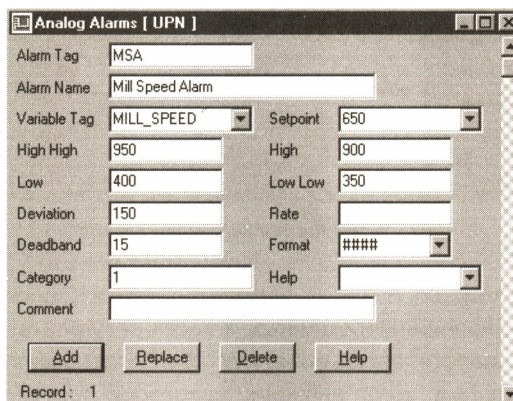 Analog Alarms [ UPN ]
Alarm Tag MSA
Alarm Name Mill Speed Alarm
Variable Tag MILL_SPEED Setpoint 650
High High 950 High 900
Low 400 Low Low 350
Deviation 150 Rate
Deadband 15 Format ####
Category 1 Help
Comment
Add Replace Delete Help
Record : 1